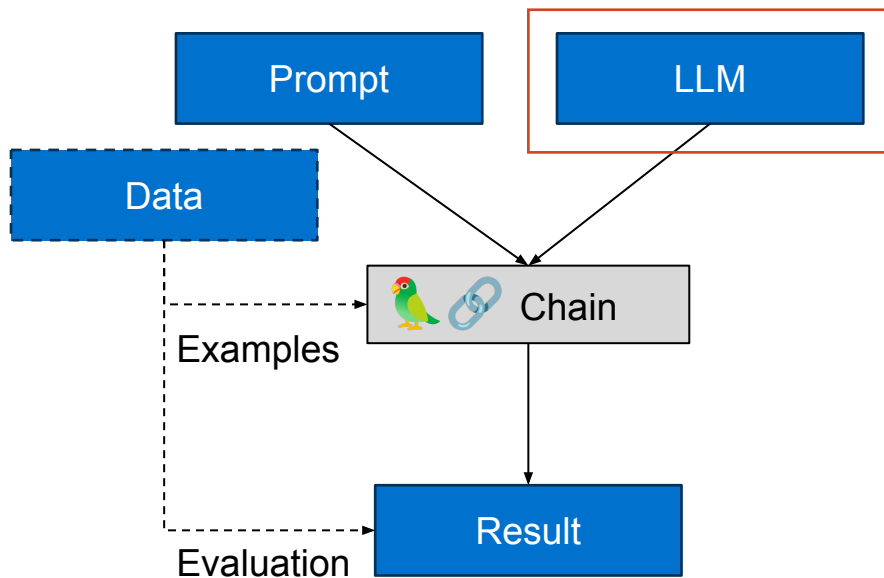 Prompt
LLM
Data
Chain
Examples
Result
Evaluation